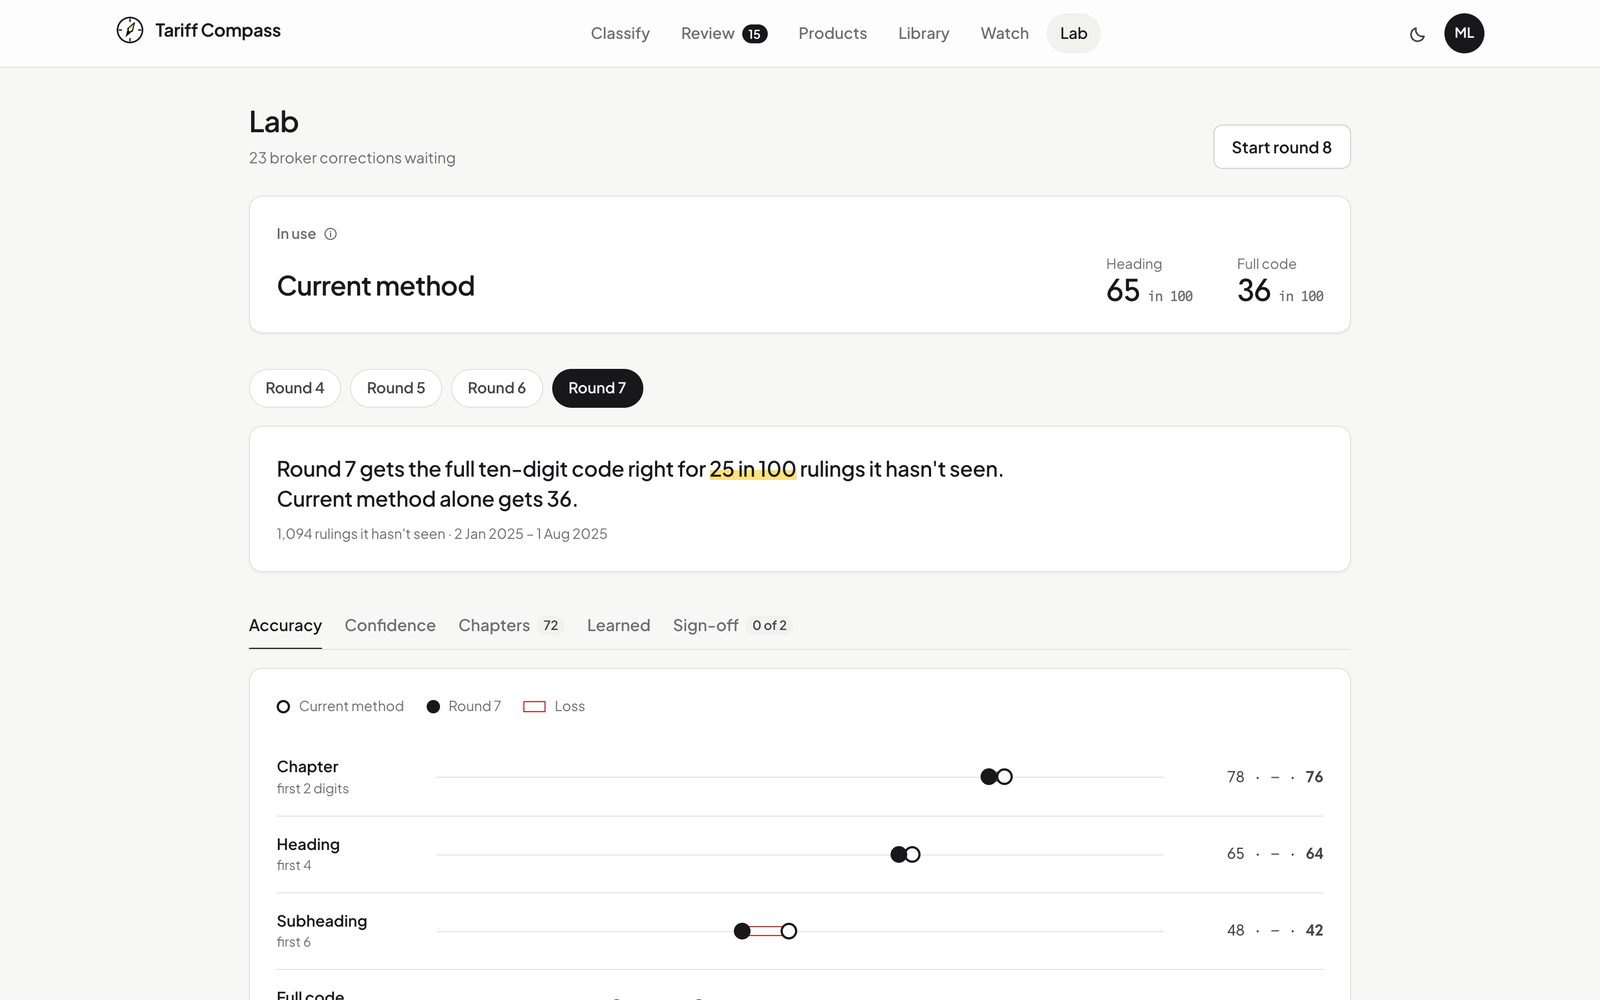 Tariff Compass
Classify
Review 15
Products
Library
Watch
Lab
ML
Lab
23 broker corrections waiting
Start round 8
In use
Current method
Heading
65 in 100
Full code
36 in 100
Round 4
Round 5
Round 6
Round 7
Round 7 gets the full ten-digit code right for 25 in 100 rulings it hasn't seen.
Current method alone gets 36.
1,094 rulings it hasn't seen · 2 Jan 2025 – 1 Aug 2025
Accuracy
Confidence
Chapters 72
Learned
Sign-off 0 of 2
Current method
Round 7
Loss
Chapter
first 2 digits
78 · – · 76
Heading
first 4
65 · – · 64
Subheading
first 6
48 · – · 42
Full code